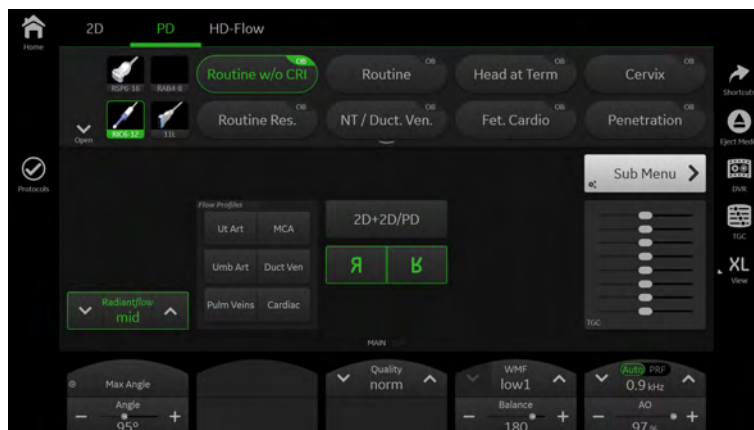 2D PD HD-Flow
Home
RSP6-16 RAB4-8
Routine w/o CRI OB
Routine OB
Head at Term OB
Cervix OB
Shortcuts
Open
RIC6-12 11L
Routine Res. OB
NT / Duct. Ven. OB
Fet. Cardio OB
Penetration OB
Eject Media
Protocols
Sub Menu
DVR
Flow Profiles
Ut Art MCA
2D+2D/PD
TGC
Umb Art Duct Ven
R R
XL
View
Radiantflow
mid
Pulm Veins Cardiac
TGC
MAIN
Max Angle
Quality
norm
WMF
low1
Auto PRF
0.9 kHz
Angle
95°
Balance
180
AO
97 %